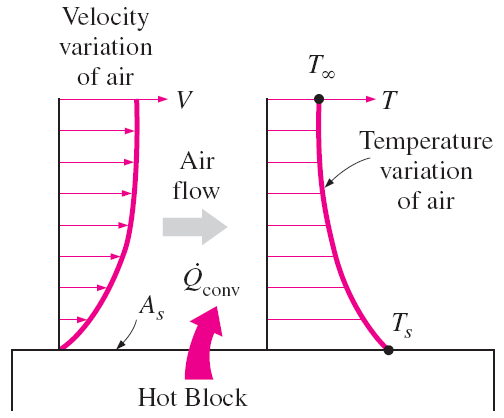 Velocity
variation
of air
V
T∞
T
Temperature
variation
of air
Air
flow
Q̇conv
As
Ts
Hot Block